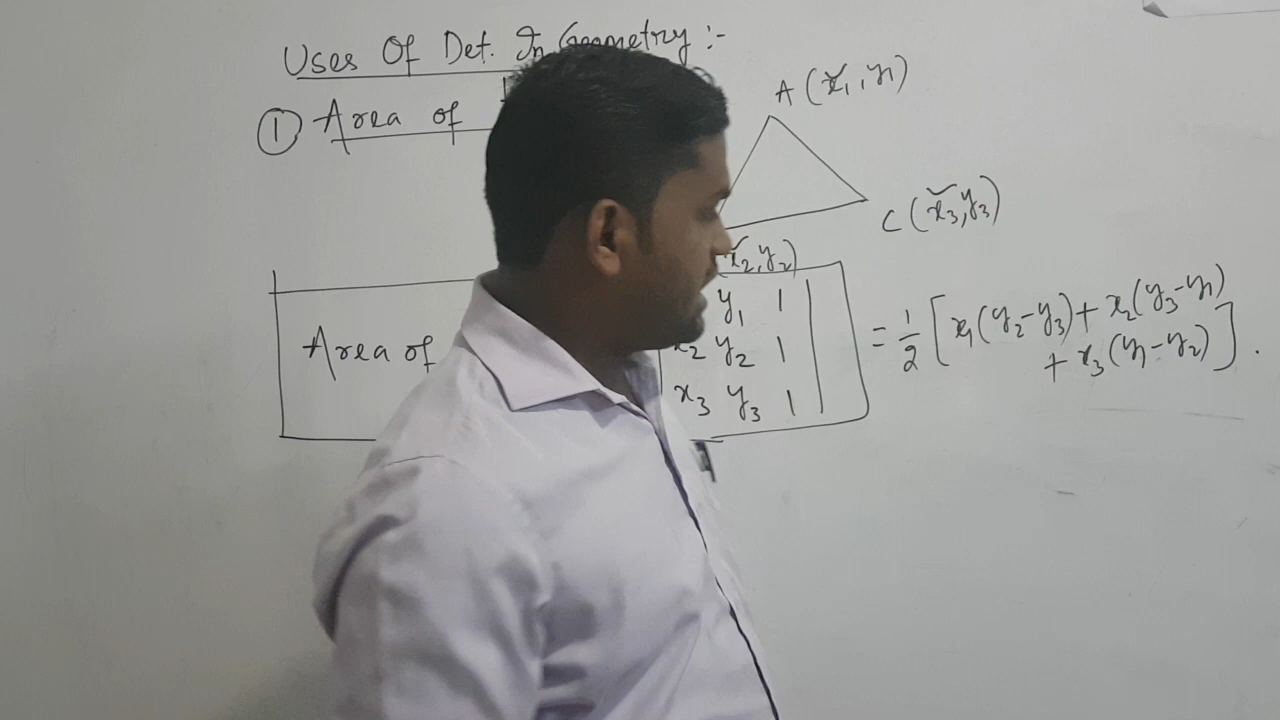 Uses Of Det. In Geometry :-
① Area of
A (x₁, y₁)
C (x₃, y₃)
x₂, y₂)
Area of
y₁ 1
x₂ y₂ 1
x₃ y₃ 1
= 1/2 [x₁(y₂-y₃) + x₂(y₃-y₁)
+ x₃(y₁-y₂)].